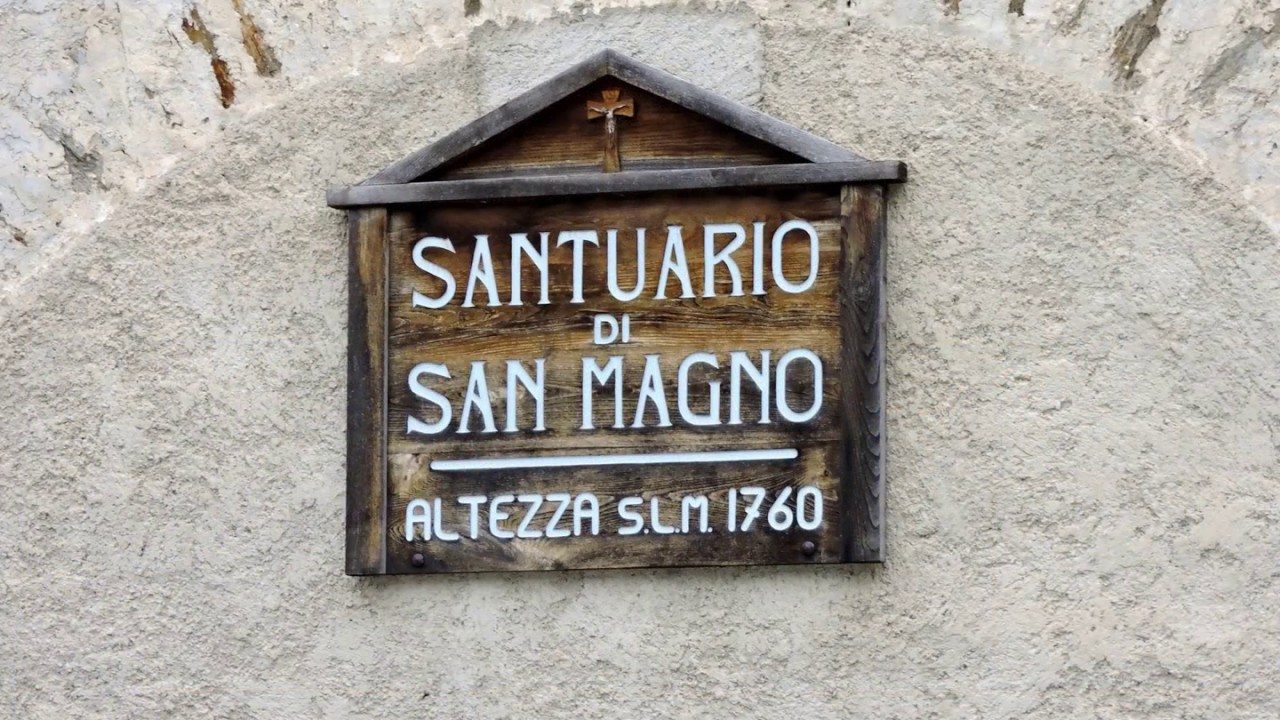 SANTUARIO
DI
SAN MAGNO
ALTEZZA S.L.M. 1760